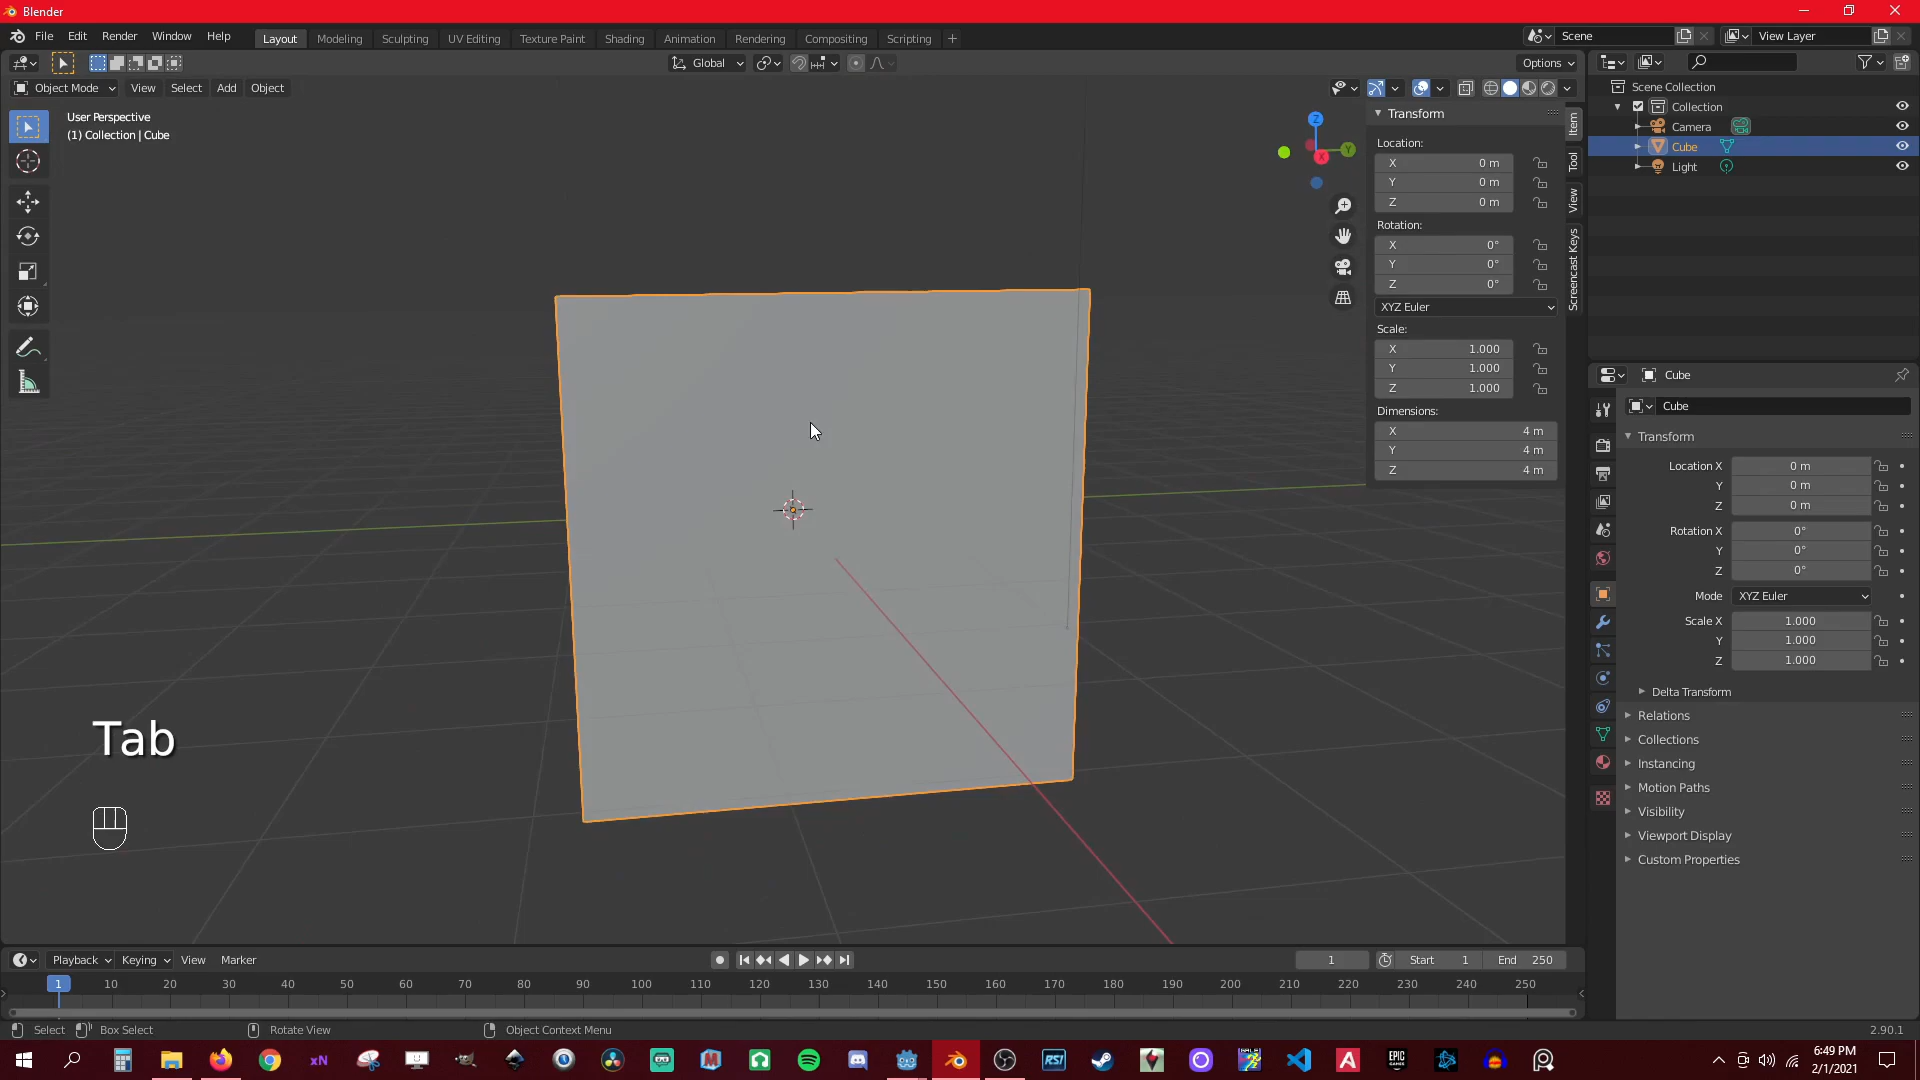 Blender
File Edit Render Window Help
Layout Modeling Sculpting UV Editing Texture Paint Shading Animation Rendering Compositing Scripting +
Scene
View Layer
Global
Options
Object Mode View Select Add Object
User Perspective
(1) Collection | Cube
Z
Y
X
Transform
Location:
X 0 m
Y 0 m
Z 0 m
Rotation:
X 0°
Y 0°
Z 0°
XYZ Euler
Scale:
X 1.000
Y 1.000
Z 1.000
Dimensions:
X 4 m
Y 4 m
Z 4 m
Item
Tool
View
Screencast Keys
Scene Collection
Collection
Camera
Cube
Light
Cube
Cube
Transform
Location X 0 m
Y 0 m
Z 0 m
Rotation X 0°
Y 0°
Z 0°
Mode XYZ Euler
Scale X 1.000
Y 1.000
Z 1.000
Delta Transform
Relations
Collections
Instancing
Motion Paths
Visibility
Viewport Display
Custom Properties
Tab
Playback Keying View Marker
1
Start 1
End 250
1 10 20 30 40 50 60 70 80 90 100 110 120 130 140 150 160 170 180 190 200 210 220 230 240 250
Select Box Select Rotate View Object Context Menu
2.90.1
xN
RSI
EPIC
GAMES
6:49 PM
2/1/2021